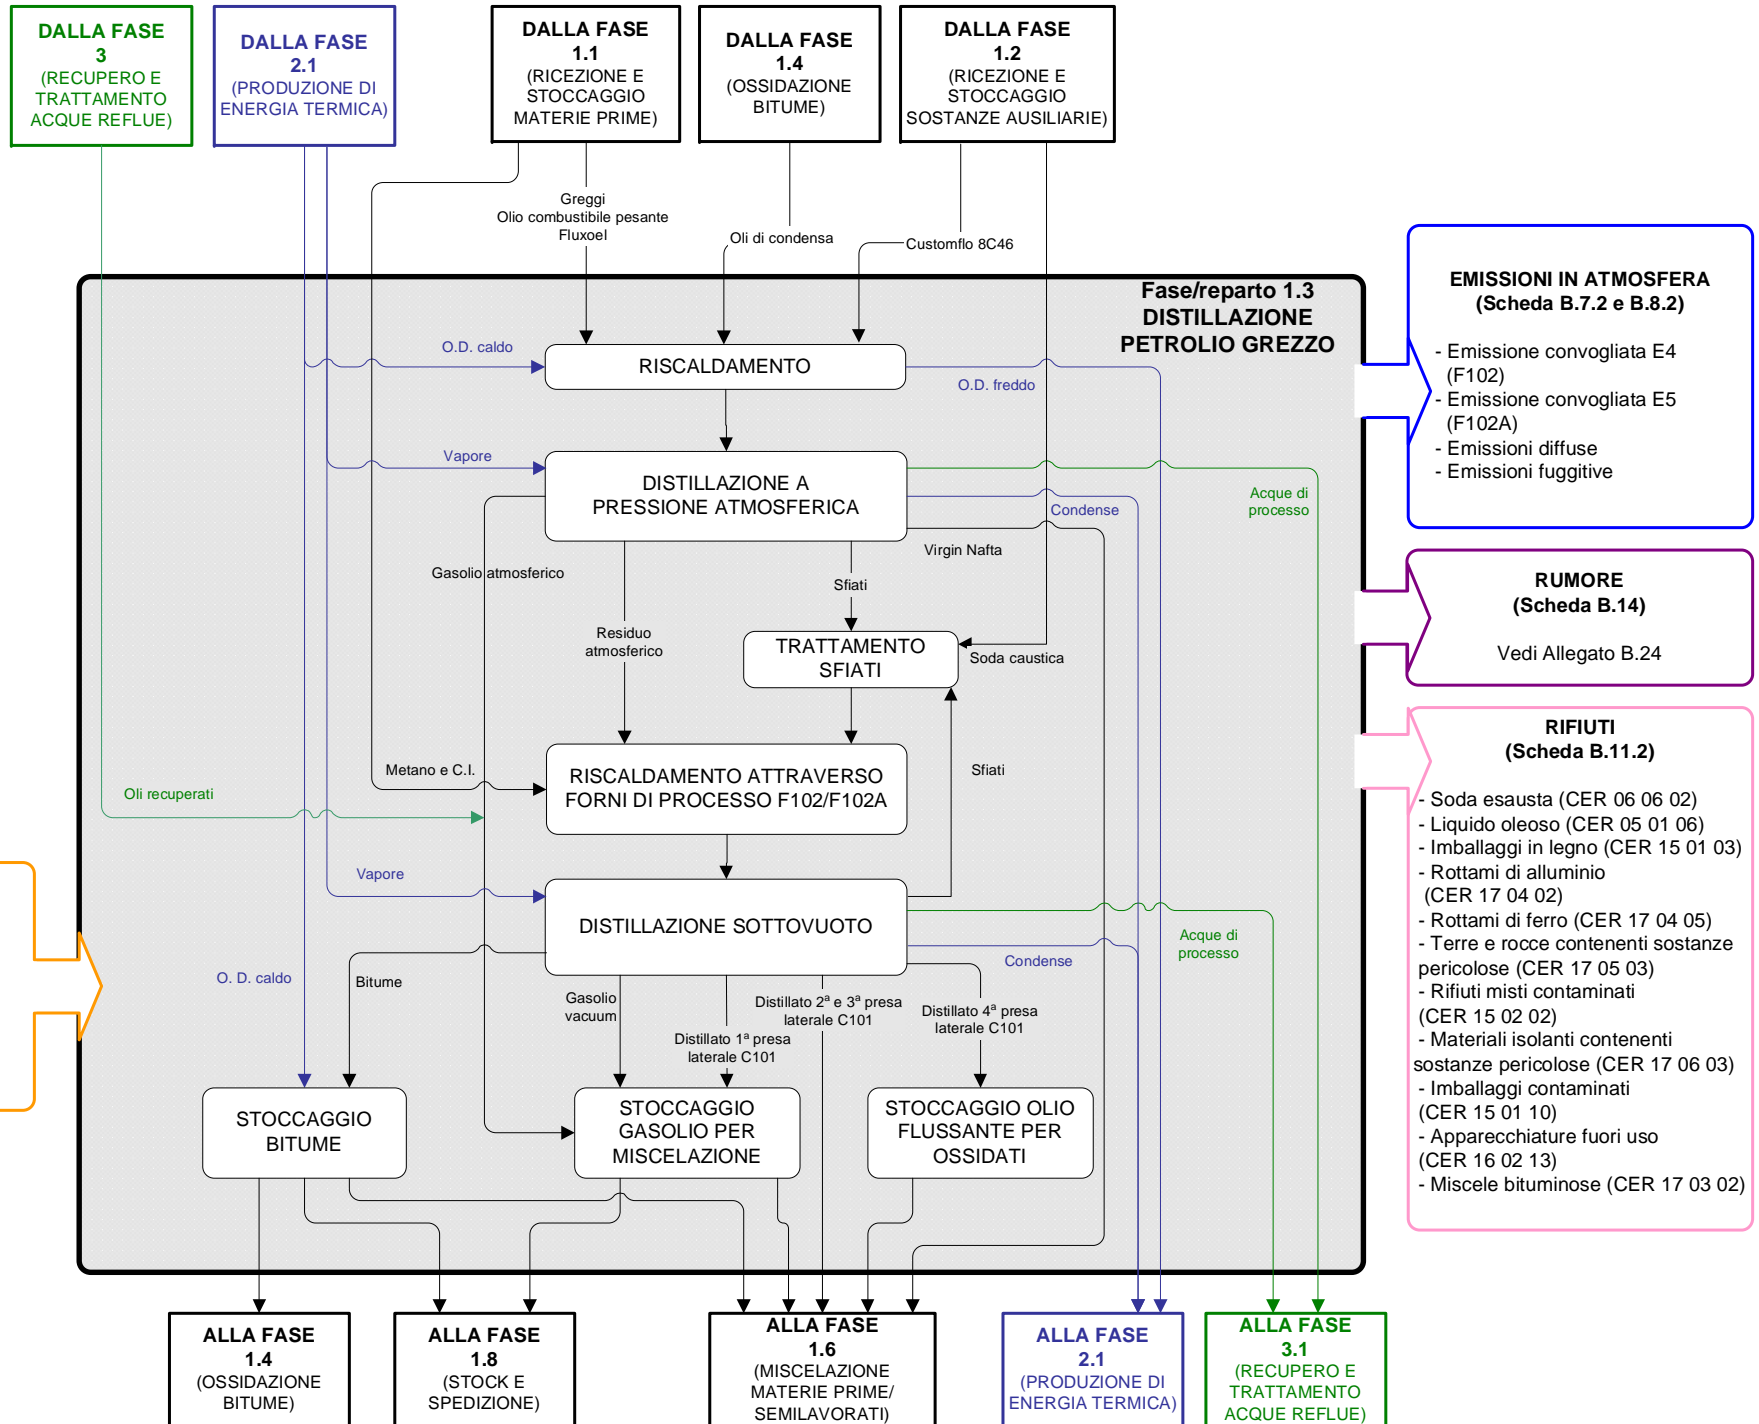 DALLA FASE
3
(RECUPERO E
TRATTAMENTO
ACQUE REFLUE)
DALLA FASE
2.1
(PRODUZIONE DI
ENERGIA TERMICA)
DALLA FASE
1.1
(RICEZIONE E
STOCCAGGIO
MATERIE PRIME)
DALLA FASE
1.4
(OSSIDAZIONE
BITUME)
DALLA FASE
1.2
(RICEZIONE E
STOCCAGGIO
SOSTANZE AUSILIARIE)
Greggi
Olio combustibile pesante
Fluxoel
Oli di condensa
Customflo 8C46
Fase/reparto 1.3
DISTILLAZIONE
PETROLIO GREZZO
O.D. caldo
RISCALDAMENTO
O.D. freddo
Vapore
DISTILLAZIONE A
PRESSIONE ATMOSFERICA
Acque di
processo
Condense
Virgin Nafta
Gasolio atmosferico
Sfiati
Residuo
atmosferico
TRATTAMENTO
SFIATI
Soda caustica
Metano e C.I.
RISCALDAMENTO ATTRAVERSO
FORNI DI PROCESSO F102/F102A
Sfiati
Oli recuperati
Vapore
DISTILLAZIONE SOTTOVUOTO
Acque di
processo
Condense
O. D. caldo
Bitume
Gasolio
vacuum
Distillato 1ª presa
laterale C101
Distillato 2ª e 3ª presa
laterale C101
Distillato 4ª presa
laterale C101
STOCCAGGIO
BITUME
STOCCAGGIO
GASOLIO PER
MISCELAZIONE
STOCCAGGIO OLIO
FLUSSANTE PER
OSSIDATI
ALLA FASE
1.4
(OSSIDAZIONE
BITUME)
ALLA FASE
1.8
(STOCK E
SPEDIZIONE)
ALLA FASE
1.6
(MISCELAZIONE
MATERIE PRIME/
SEMILAVORATI)
ALLA FASE
2.1
(PRODUZIONE DI
ENERGIA TERMICA)
ALLA FASE
3.1
(RECUPERO E
TRATTAMENTO
ACQUE REFLUE)
EMISSIONI IN ATMOSFERA
(Scheda B.7.2 e B.8.2)
- Emissione convogliata E4
(F102)
- Emissione convogliata E5
(F102A)
- Emissioni diffuse
- Emissioni fuggitive
RUMORE
(Scheda B.14)
Vedi Allegato B.24
RIFIUTI
(Scheda B.11.2)
- Soda esausta (CER 06 06 02)
- Liquido oleoso (CER 05 01 06)
- Imballaggi in legno (CER 15 01 03)
- Rottami di alluminio
(CER 17 04 02)
- Rottami di ferro (CER 17 04 05)
- Terre e rocce contenenti sostanze
pericolose (CER 17 05 03)
- Rifiuti misti contaminati
(CER 15 02 02)
- Materiali isolanti contenenti
sostanze pericolose (CER 17 06 03)
- Imballaggi contaminati
(CER 15 01 10)
- Apparecchiature fuori uso
(CER 16 02 13)
- Miscele bituminose (CER 17 03 02)